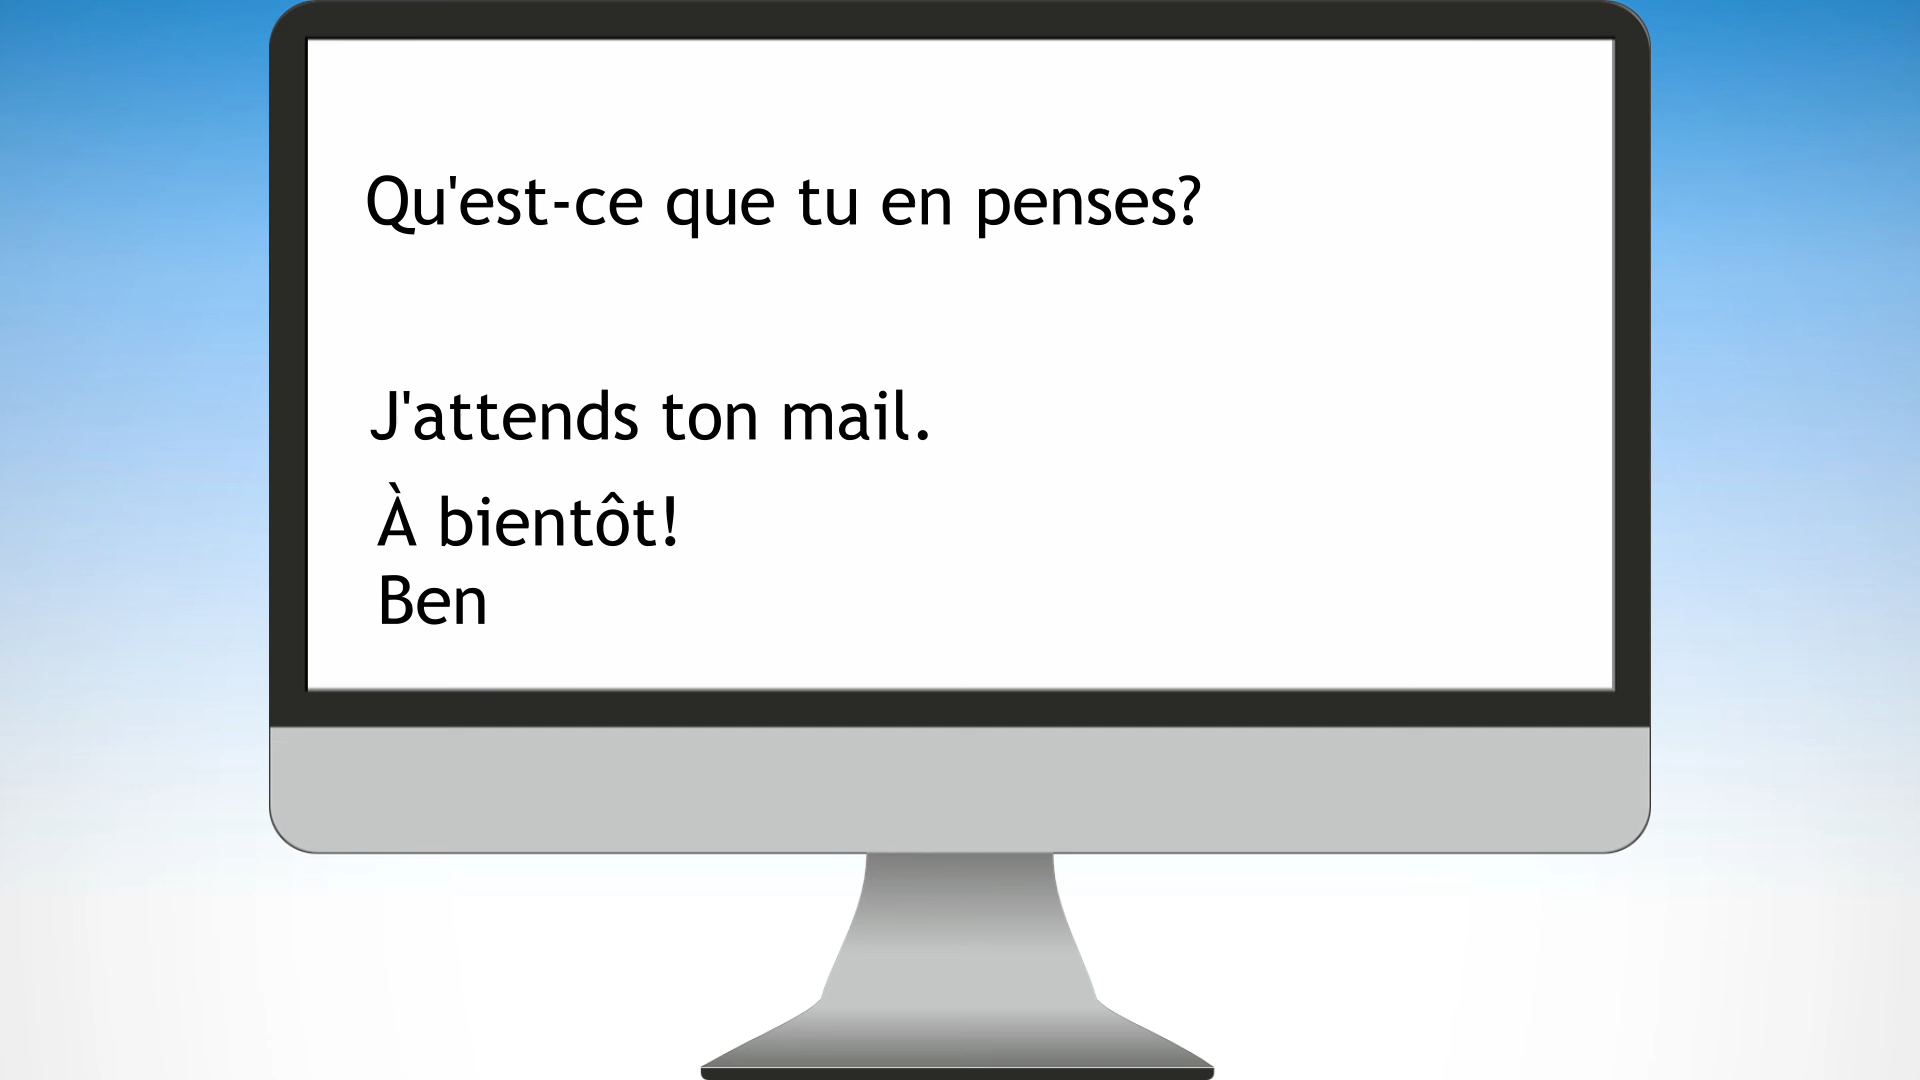 Qu'est-ce que tu en penses?
J'attends ton mail.
À bientôt!
Ben